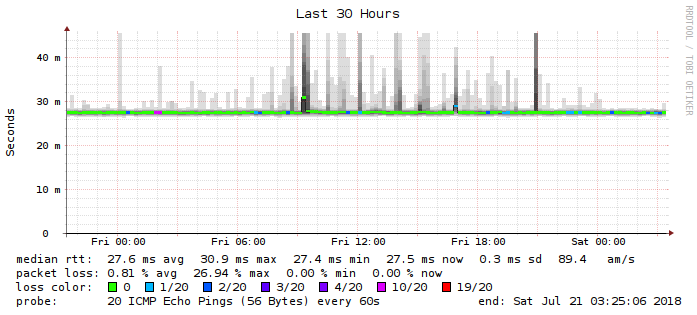 Last 30 Hours
RRDTOOL / TOBI OETIKER
Seconds
40 m
30 m
20 m
10 m
0
Fri 00:00 Fri 06:00 Fri 12:00 Fri 18:00 Sat 00:00
median rtt: 27.6 ms avg 30.9 ms max 27.4 ms min 27.5 ms now 0.3 ms sd 89.4 am/s
packet loss: 0.81 % avg 26.94 % max 0.00 % min 0.00 % now
loss color: 0 1/20 2/20 3/20 4/20 10/20 19/20
probe: 20 ICMP Echo Pings (56 Bytes) every 60s end: Sat Jul 21 03:25:06 2018